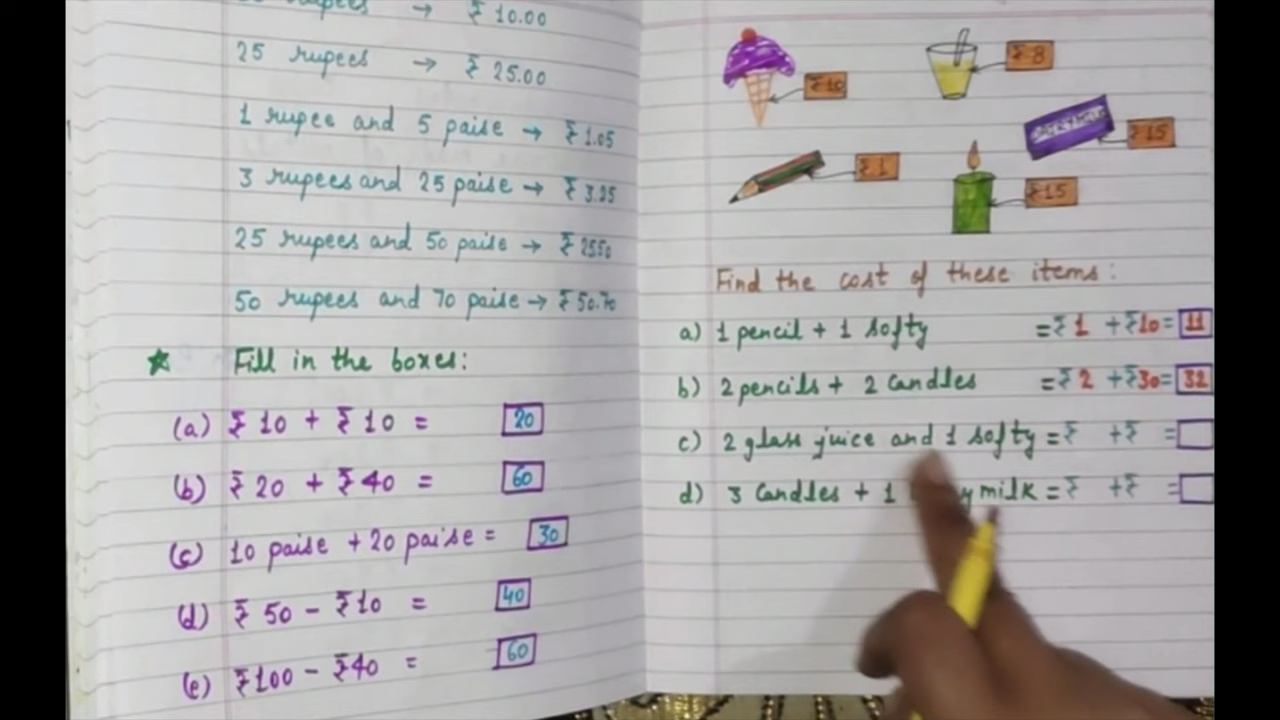 rupees → ₹ 10.00
25 rupees → ₹ 25.00
1 rupee and 5 paise → ₹ 1.05
3 rupees and 25 paise → ₹ 3.25
25 rupees and 50 paise → ₹ 25.50
50 rupees and 70 paise → ₹ 50.70
★ Fill in the boxes:
(a) ₹ 10 + ₹ 10 = 20
(b) ₹ 20 + ₹ 40 = 60
(c) 10 paise + 20 paise = 30
(d) ₹ 50 - ₹ 10 = 40
(e) ₹ 100 - ₹ 40 = 60
₹ 10
₹ 8
₹ 15
₹ 1
₹ 15
Find the cost of these items:
a) 1 pencil + 1 softy = ₹ 1 + ₹ 10 = 11
b) 2 pencils + 2 candles = ₹ 2 + ₹ 30 = 32
c) 2 glass juice and 1 softy = ₹ + ₹ =
d) 3 candles + 1 milk = ₹ + ₹ =